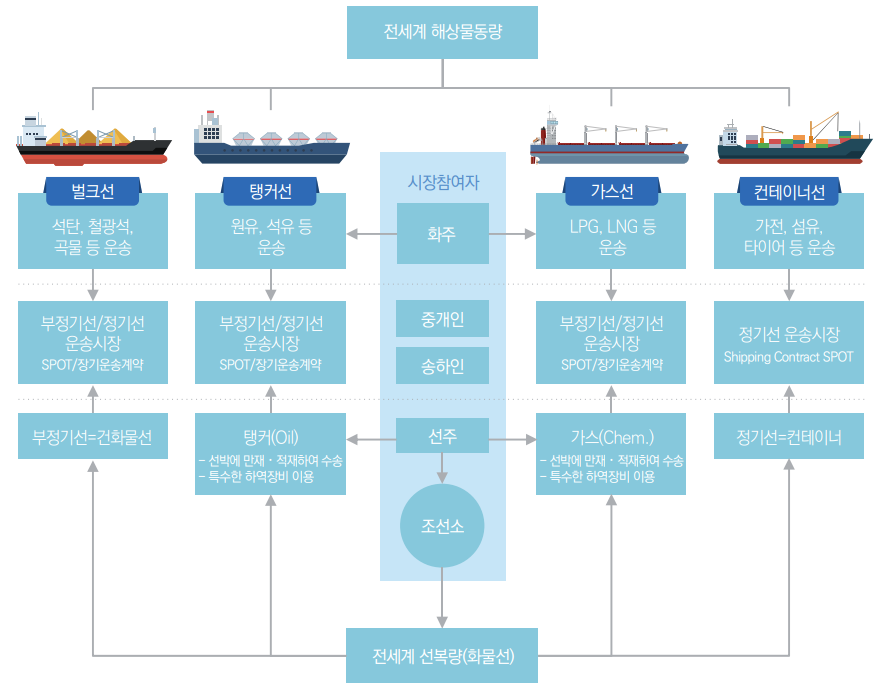 전세계 해상물동량
벌크선
탱커선
시장참여자
가스선
컨테이너선
석탄, 철광석,
곡물 등 운송
원유, 석유 등
운송
화주
LPG, LNG 등
운송
가전, 섬유,
타이어 등 운송
부정기선/정기선
운송시장
SPOT/장기운송계약
부정기선/정기선
운송시장
SPOT/장기운송계약
중개인
송하인
부정기선/정기선
운송시장
SPOT/장기운송계약
정기선 운송시장
Shipping Contract SPOT
부정기선=건화물선
탱커(Oil)
– 선박에 만재 · 적재하여 수송
– 특수한 하역장비 이용
선주
가스(Chem.)
– 선박에 만재 · 적재하여 수송
– 특수한 하역장비 이용
정기선=컨테이너
조선소
전세계 선복량(화물선)